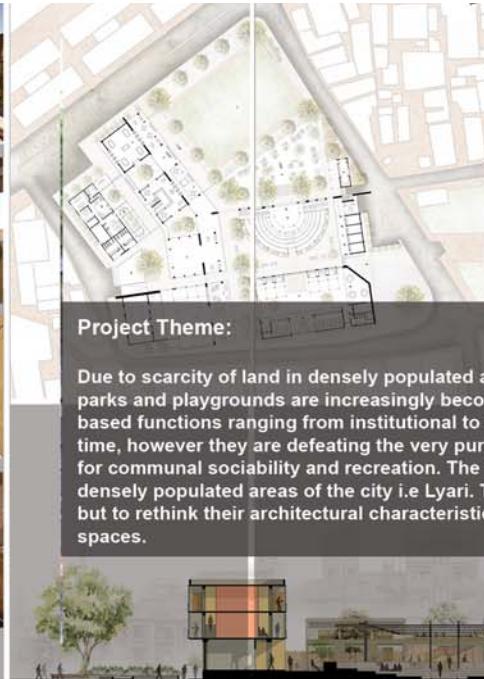 Project Theme:
Due to scarcity of land in densely populated a
parks and playgrounds are increasingly beco
based functions ranging from institutional to
time, however they are defeating the very pur
for communal sociability and recreation. The
densely populated areas of the city i.e Lyari. T
but to rethink their architectural characteristic
spaces.